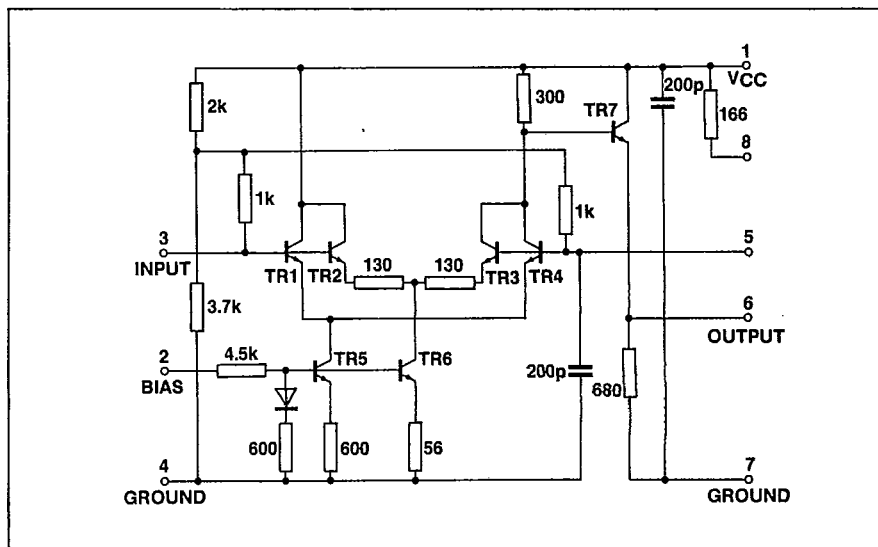 1
VCC
2k
300
TR7
200p
166
8
1k
1k
3
INPUT
TR1
TR2
130
130
TR3
TR4
5
3.7k
6
OUTPUT
2
BIAS
4.5k
TR5
TR6
200p
680
600
600
56
4
GROUND
7
GROUND